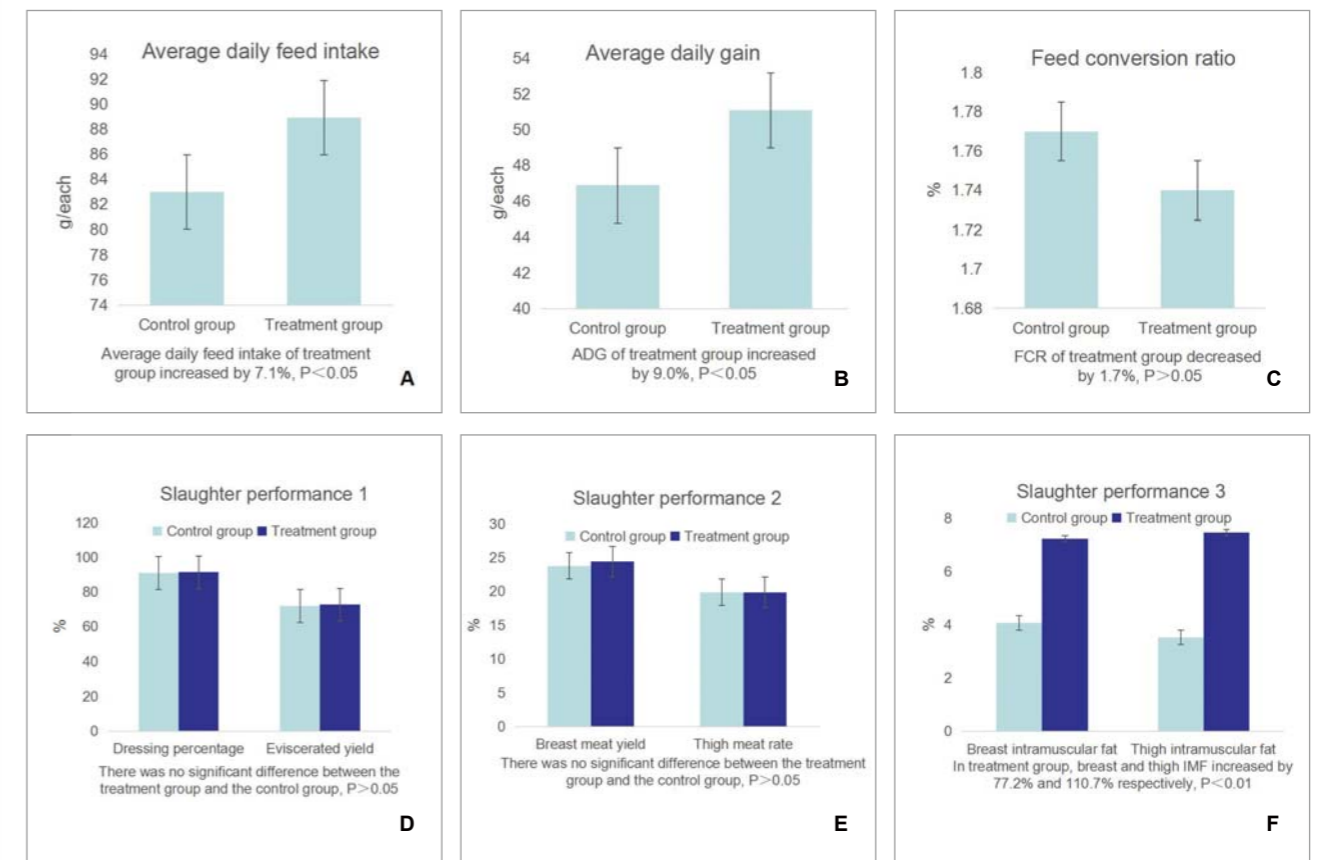 Average daily feed intake
94
92
90
88
86
84
82
80
78
76
74
g/each
Control group Treatment group
Average daily feed intake of treatment
group increased by 7.1%, P<0.05
A
Average daily gain
54
52
50
48
46
44
42
40
g/each
Control group Treatment group
ADG of treatment group increased
by 9.0%, P<0.05
B
Feed conversion ratio
1.8
1.78
1.76
1.74
1.72
1.7
1.68
%
Control group Treatment group
FCR of treatment group decreased
by 1.7%, P>0.05
C
Slaughter performance 1
Control group Treatment group
120
100
80
60
40
20
0
%
Dressing percentage Eviscerated yield
There was no significant difference between the
treatment group and the control group, P>0.05
D
Slaughter performance 2
Control group Treatment group
30
25
20
15
10
5
0
%
Breast meat yield Thigh meat rate
There was no significant difference between the treatment
group and the control group, P>0.05
E
Slaughter performance 3
Control group Treatment group
8
6
4
2
0
%
Breast intramuscular fat Thigh intramuscular fat
In treatment group, breast and thigh IMF increased by
77.2% and 110.7% respectively, P<0.01
F